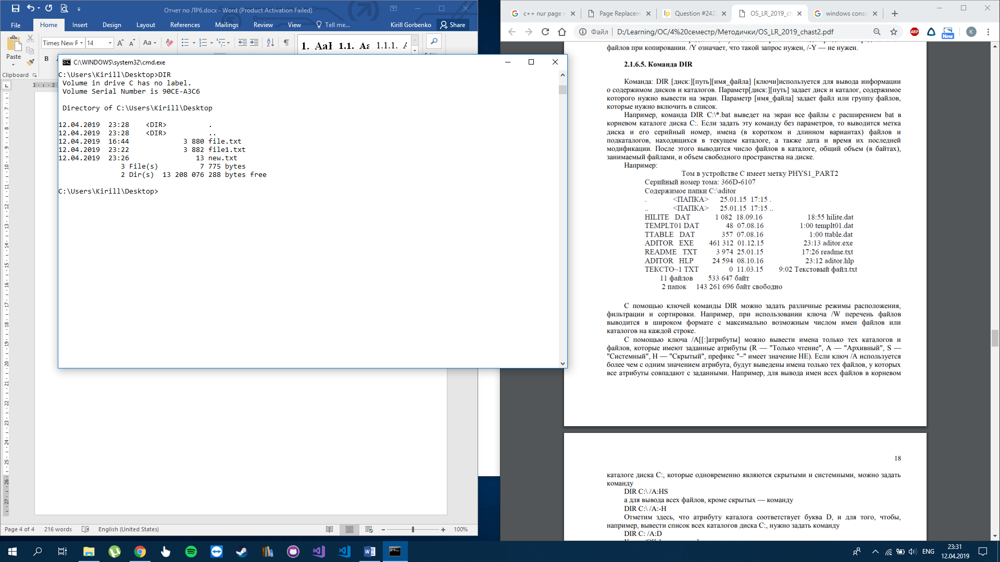 Отчет по ЛР6.docx - Word (Product Activation Failed)
File Home Insert Design Layout References Mailings Review View Tell me... Kirill Gorbenko Share
Times New R 14 Aa
1. AaI 1.1. Aa 1.1.1. A
Paste
B
Clipboard
C:\WINDOWS\system32\cmd.exe
C:\Users\Kirill\Desktop>DIR
Volume in drive C has no label.
Volume Serial Number is 90CE-A3C6
Directory of C:\Users\Kirill\Desktop
12.04.2019 23:28 <DIR> .
12.04.2019 23:28 <DIR> ..
12.04.2019 16:44 3 880 file.txt
12.04.2019 23:22 3 882 file1.txt
12.04.2019 23:26 13 new.txt
3 File(s) 7 775 bytes
2 Dir(s) 13 208 076 288 bytes free
C:\Users\Kirill\Desktop>
Page 4 of 4 216 words English (United States) 100%
c++ nur page r Page Replacem Question #242 OS_LR_2019_ch windows consc
Файл D:/Learning/ОС/4%20семестр/Методички/OS_LR_2019_chast2.pdf ABP New K
файлов при копировании. /Y означает, что такой запрос нужен, /-Y — не нужен.
2.1.6.5. Команда DIR
Команда: DIR [диск:][путь][имя_файла] [ключи]используется для вывода информации
о содержимом дисков и каталогов. Параметр[диск:][путь] задает диск и каталог, содержимое
которого нужно вывести на экран. Параметр [имя_файла] задает файл или группу файлов,
которые нужно включить в список.
Например, команда DIR C:\*.bat выведет на экран все файлы с расширением bat в
корневом каталоге диска C:. Если задать эту команду без параметров, то выводится метка
диска и его серийный номер, имена (в коротком и длинном вариантах) файлов и
подкаталогов, находящихся в текущем каталоге, а также дата и время их последней
модификации. После этого выводится число файлов в каталоге, общий объем (в байтах),
занимаемый файлами, и объем свободного пространства на диске.
Например:
Том в устройстве C имеет метку PHYS1_PART2
Серийный номер тома: 366D-6107
Содержимое папки C:\aditor
. <ПАПКА> 25.01.15 17:15 .
.. <ПАПКА> 25.01.15 17:15 ..
HILITE DAT 1 082 18.09.16 18:55 hilite.dat
TEMPLT01 DAT 48 07.08.16 1:00 templt01.dat
TTABLE DAT 357 07.08.16 1:00 ttable.dat
ADITOR EXE 461 312 01.12.15 23:13 aditor.exe
README TXT 3 974 25.01.15 17:26 readme.txt
ADITOR HLP 24 594 08.10.16 23:12 aditor.hlp
ТЕКСТО~1 TXT 0 11.03.15 9:02 Текстовый файл.txt
11 файлов 533 647 байт
2 папок 143 261 696 байт свободно
С помощью ключей команды DIR можно задать различные режимы расположения,
фильтрации и сортировки. Например, при использовании ключа /W перечень файлов
выводится в широком формате с максимально возможным числом имен файлов или
каталогов на каждой строке.
С помощью ключа /A[[:]атрибуты] можно вывести имена только тех каталогов и
файлов, которые имеют заданные атрибуты (R — "Только чтение", A — "Архивный", S —
"Системный", H — "Скрытый", префикс "–" имеет значение НЕ). Если ключ /A используется
более чем с одним значением атрибута, будут выведены имена только тех файлов, у которых
все атрибуты совпадают с заданными. Например, для вывода имен всех файлов в корневом
18
каталоге диска C:, которые одновременно являются скрытыми и системными, можно задать
команду
DIR C:\ /A:HS
а для вывода всех файлов, кроме скрытых — команду
DIR C:\ /A:-H
Отметим здесь, что атрибуту каталога соответствует буква D, и для того, чтобы,
например, вывести список всех каталогов диска C:, нужно задать команду
DIR C: /A:D
ENG 23:31
12.04.2019